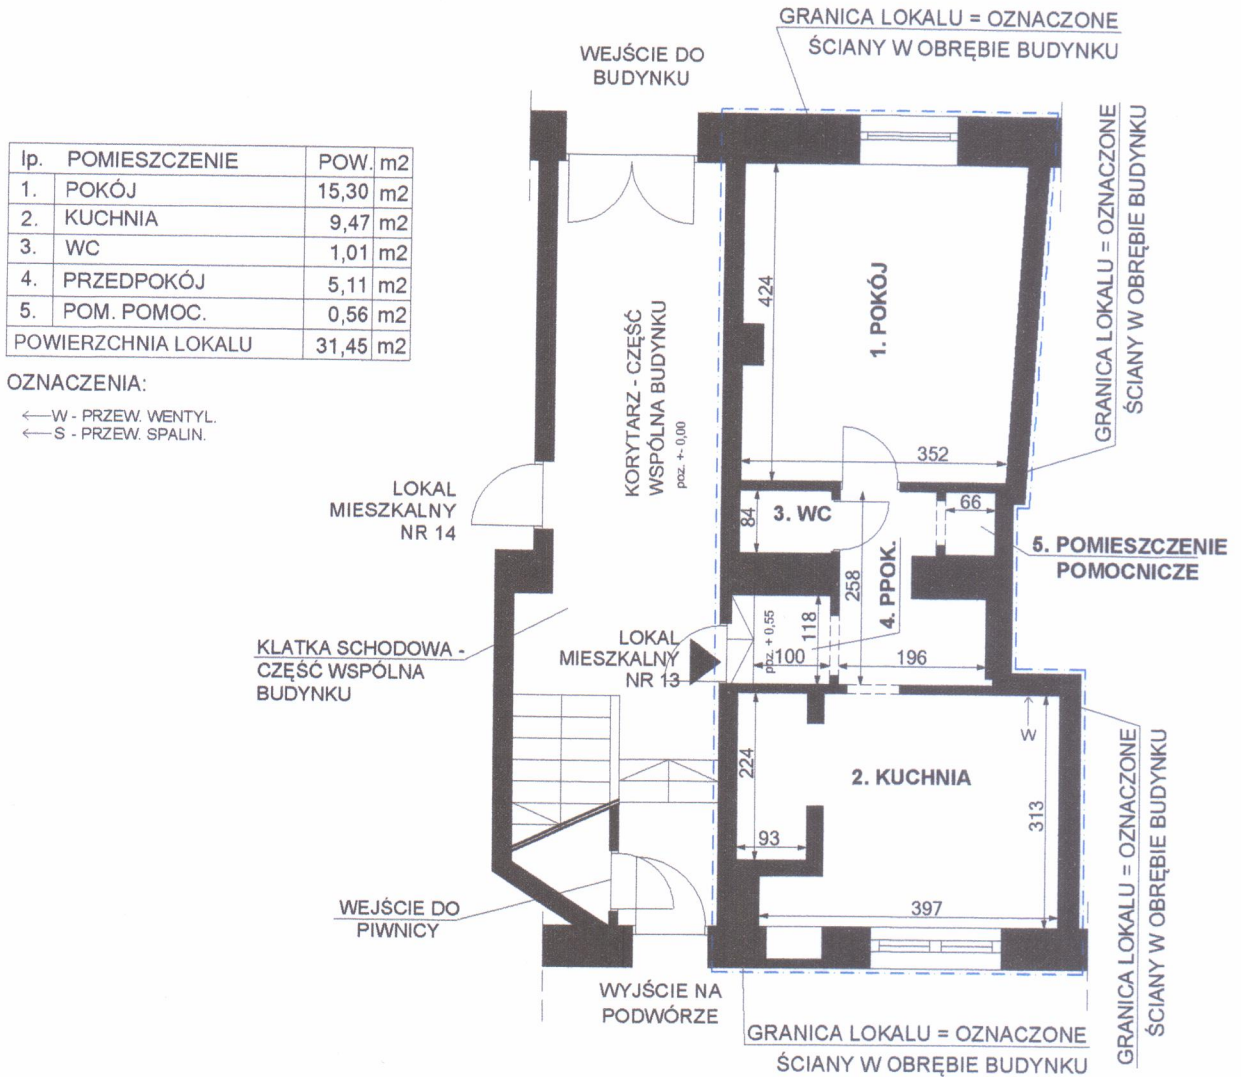 GRANICA LOKALU = OZNACZONE
ŚCIANY W OBRĘBIE BUDYNKU
WEJŚCIE DO
BUDYNKU
lp. POMIESZCZENIE POW. m2
1. POKÓJ 15,30 m2
2. KUCHNIA 9,47 m2
3. WC 1,01 m2
4. PRZEDPOKÓJ 5,11 m2
5. POM. POMOC. 0,56 m2
POWIERZCHNIA LOKALU 31,45 m2
OZNACZENIA:
←W - PRZEW. WENTYL.
←S - PRZEW. SPALIN.
GRANICA LOKALU = OZNACZONE
ŚCIANY W OBRĘBIE BUDYNKU
424
1. POKÓJ
KORYTARZ - CZĘŚĆ
WSPÓLNA BUDYNKU
poz. +- 0,00
352
LOKAL
MIESZKALNY
NR 14
84
3. WC
66
5. POMIESZCZENIE
POMOCNICZE
258
4. PPOK.
KLATKA SCHODOWA -
CZĘŚĆ WSPÓLNA
BUDYNKU
LOKAL
MIESZKALNY
NR 13
poz. + 0,55
118
100
196
W
224
2. KUCHNIA
313
93
397
WEJŚCIE DO
PIWNICY
WYJŚCIE NA
PODWÓRZE
GRANICA LOKALU = OZNACZONE
ŚCIANY W OBRĘBIE BUDYNKU
GRANICA LOKALU = OZNACZONE
ŚCIANY W OBRĘBIE BUDYNKU